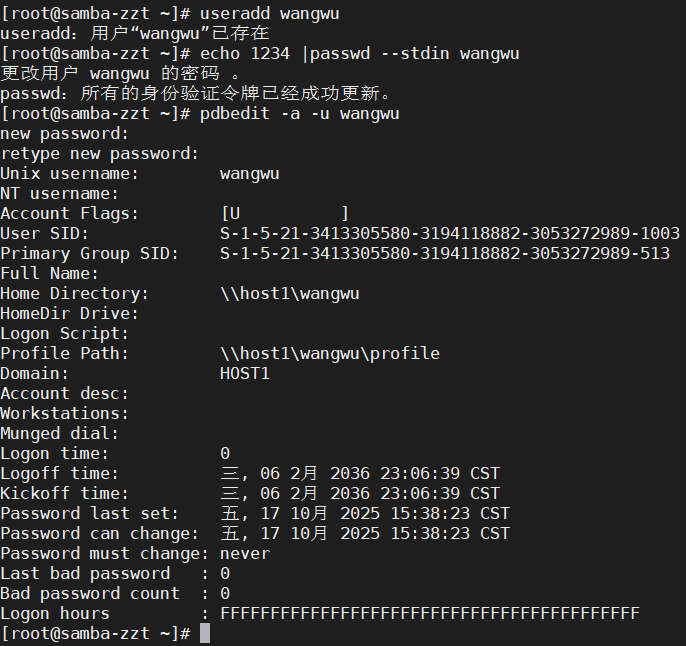 [root@samba-zzt ~]# useradd wangwu
useradd：用户“wangwu”已存在
[root@samba-zzt ~]# echo 1234 |passwd --stdin wangwu
更改用户 wangwu 的密码 。
passwd：所有的身份验证令牌已经成功更新。
[root@samba-zzt ~]# pdbedit -a -u wangwu
new password:
retype new password:
Unix username:        wangwu
NT username:
Account Flags:        [U          ]
User SID:             S-1-5-21-3413305580-3194118882-3053272989-1003
Primary Group SID:    S-1-5-21-3413305580-3194118882-3053272989-513
Full Name:
Home Directory:       \\host1\wangwu
HomeDir Drive:
Logon Script:
Profile Path:         \\host1\wangwu\profile
Domain:               HOST1
Account desc:
Workstations:
Munged dial:
Logon time:           0
Logoff time:          三, 06 2月 2036 23:06:39 CST
Kickoff time:         三, 06 2月 2036 23:06:39 CST
Password last set:    五, 17 10月 2025 15:38:23 CST
Password can change:  五, 17 10月 2025 15:38:23 CST
Password must change: never
Last bad password   : 0
Bad password count  : 0
Logon hours         : FFFFFFFFFFFFFFFFFFFFFFFFFFFFFFFFFFFFFFFFFF
[root@samba-zzt ~]#